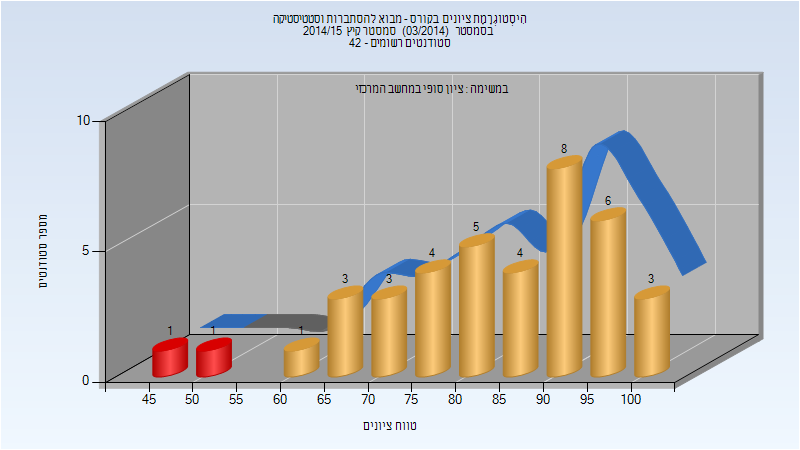 היסטוגרמת ציונים בקורס - מבוא להסתברות וסטטיסטיקה
בסמסטר (03/2014) סמסטר קיץ 2014/15
סטודנטים רשומים - 42
במשימה : ציון סופי במחשב המרכזי
10
5
0
מספר סטודנטים
1
1
1
3
3
4
5
4
8
6
3
45 50 55 60 65 70 75 80 85 90 95 100
טווח ציונים